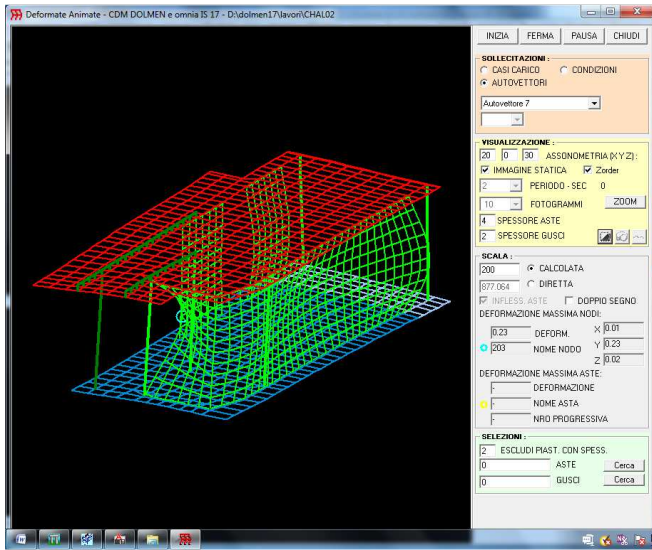 Deformate Animate - CDM DOLMEN e omnia IS 17 - D:\dolmen17\lavori\CHAL02
INIZIA FERMA PAUSA CHIUDI
SOLLECITAZIONI :
CASI CARICO CONDIZIONI
AUTOVETTORI
Autovettore 7
VISUALIZZAZIONE :
20 0 30 ASSONOMETRIA (X Y Z) :
IMMAGINE STATICA Zorder
2 PERIODO - SEC 0
10 FOTOGRAMMI ZOOM
4 SPESSORE ASTE
2 SPESSORE GUSCI
SCALA :
200 CALCOLATA
877.064 DIRETTA
INFLESS. ASTE DOPPIO SEGNO
DEFORMAZIONE MASSIMA NODI:
0.23 DEFORM. X 0.01
203 NOME NODO Y 0.23
Z 0.02
DEFORMAZIONE MASSIMA ASTE:
- DEFORMAZIONE
- NOME ASTA
- NRO PROGRESSIVA
SELEZIONI :
2 ESCLUDI PIAST. CON SPESS.
0 ASTE Cerca
0 GUSCI Cerca